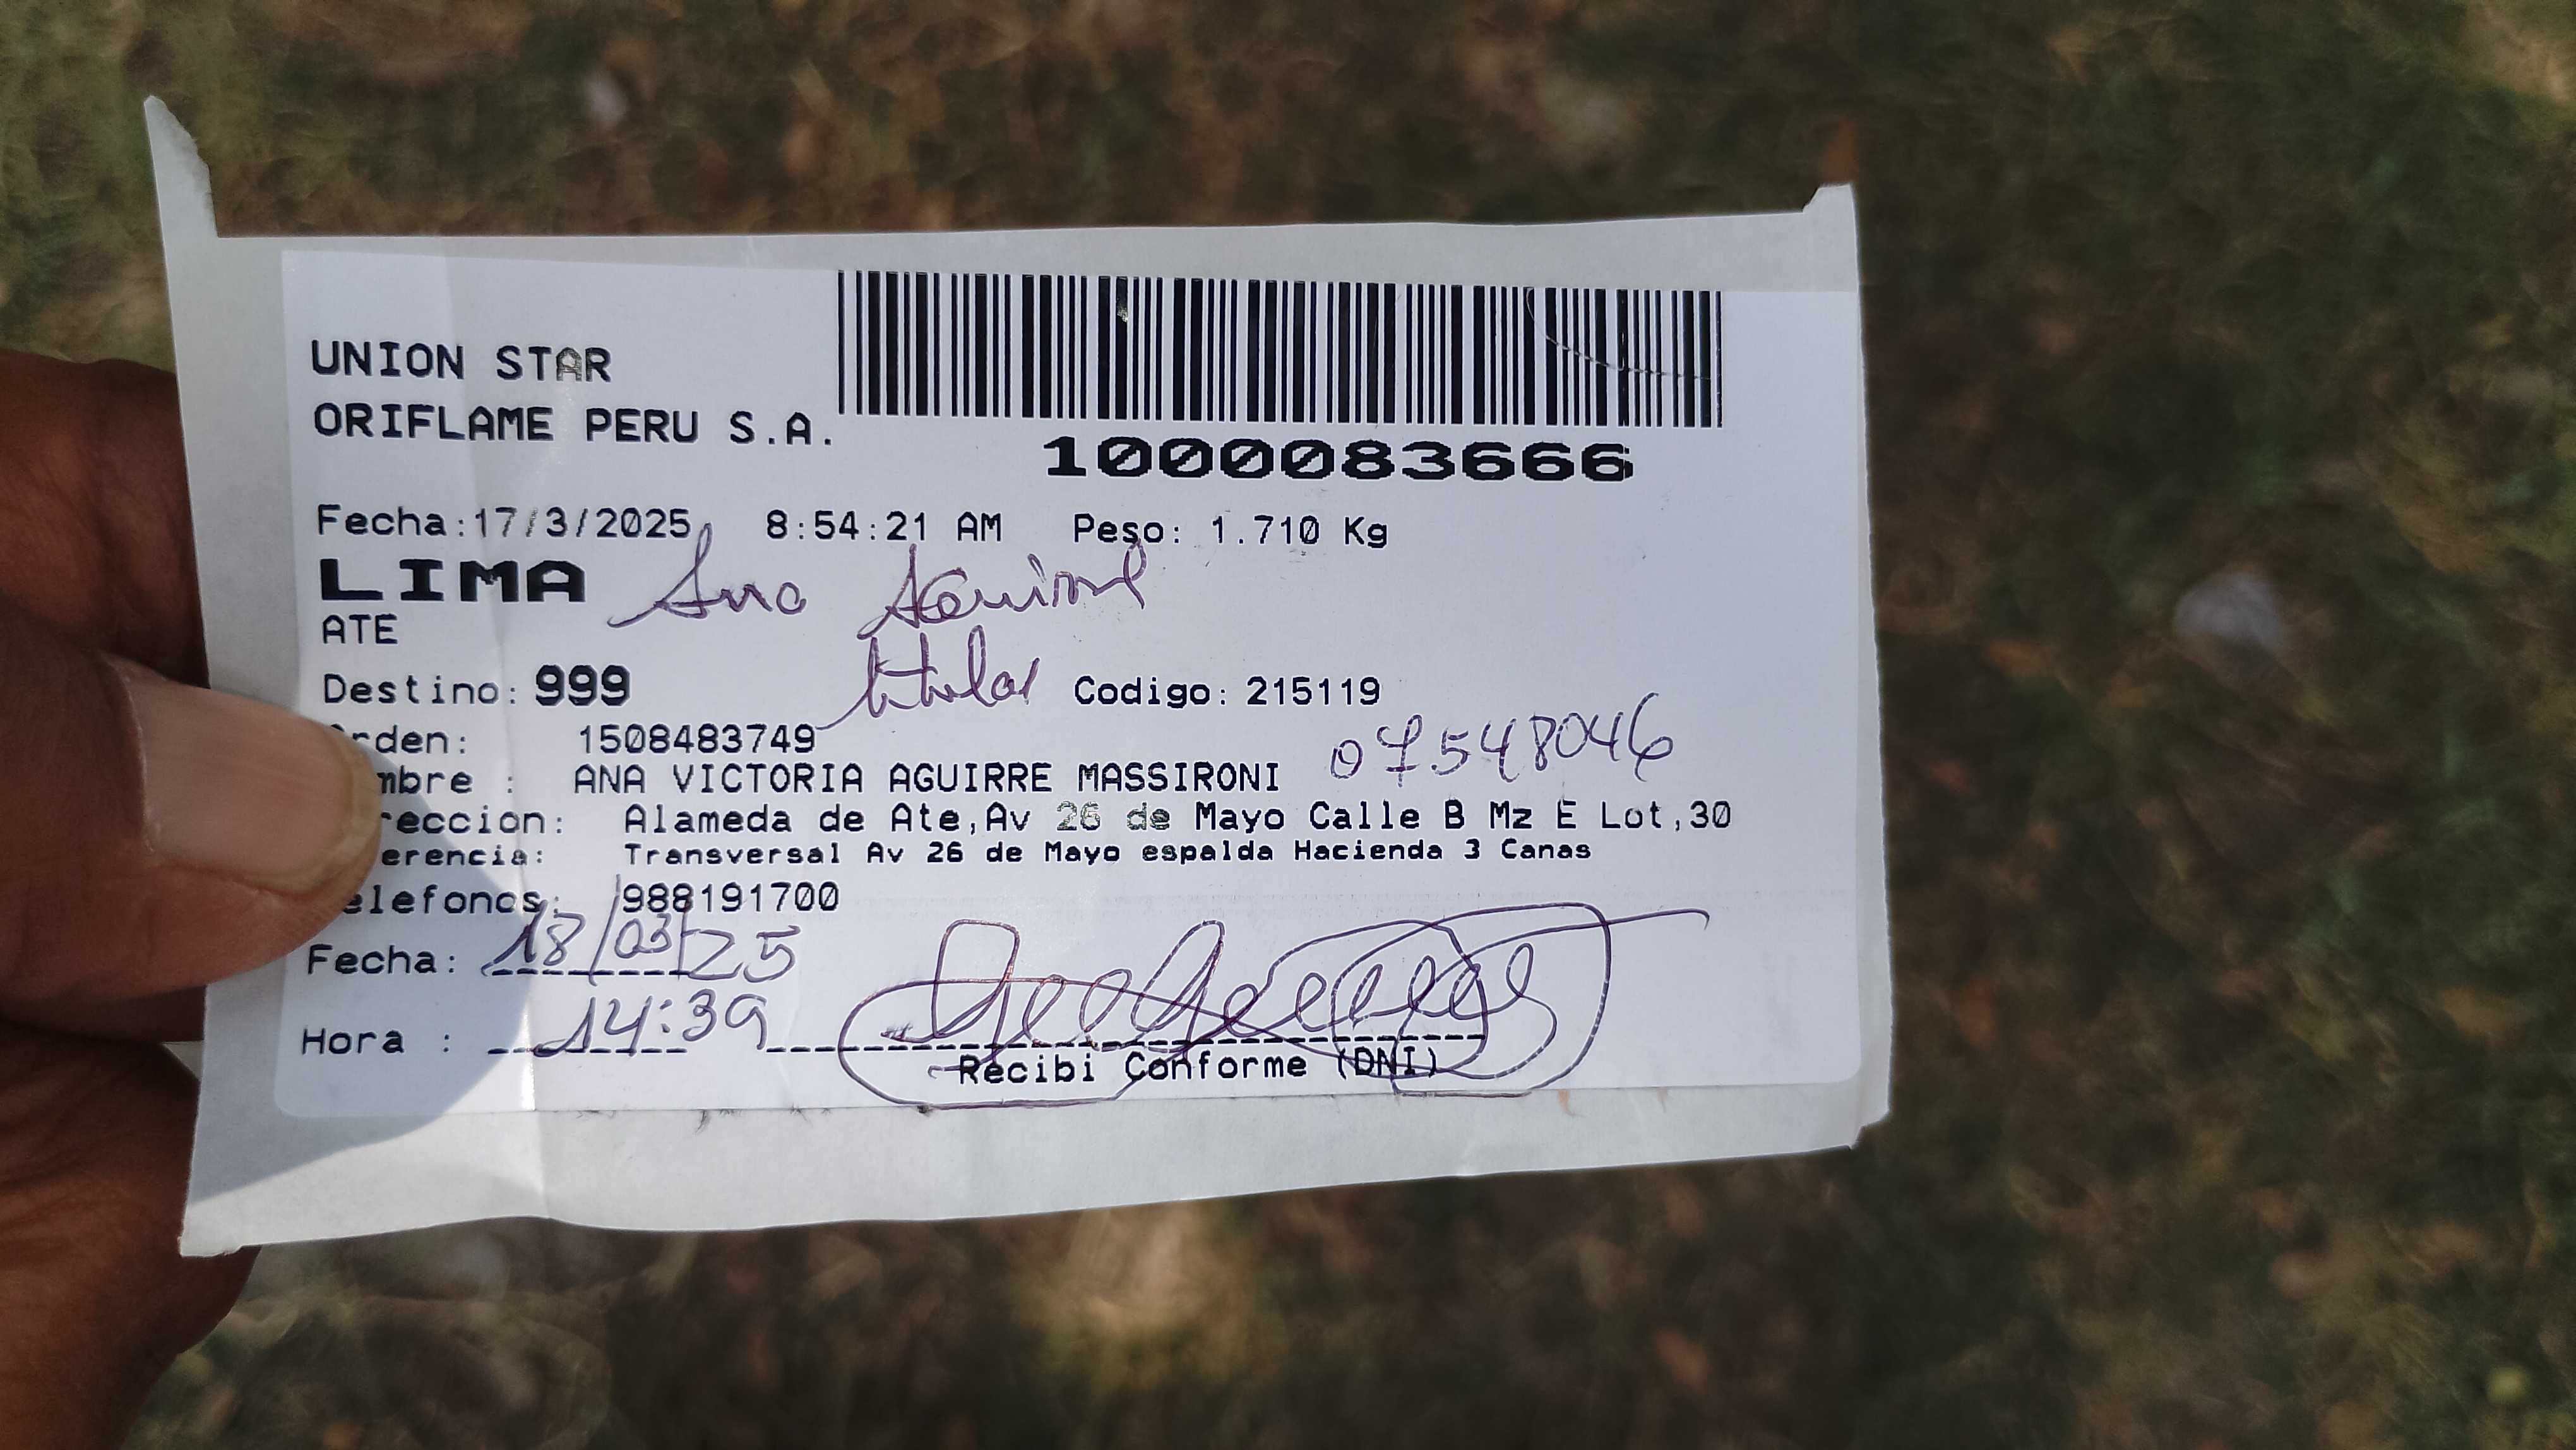 UNION STAR
ORIFLAME PERU S.A.
1000083666
Fecha:17/3/2025 8:54:21 AM Peso: 1.710 Kg
LIMA Ana Aguirre
ATE
titular
Destino: 999 Codigo: 215119
rden: 1508483749
07548046
mbre : ANA VICTORIA AGUIRRE MASSIRONI
reccion: Alameda de Ate,Av 26 de Mayo Calle B Mz E Lot,30
erencia: Transversal Av 26 de Mayo espalda Hacienda 3 Canas
elefonos: 988191700
Fecha: 18/03/25
Hora : 14:39
Recibi Conforme (DNI)